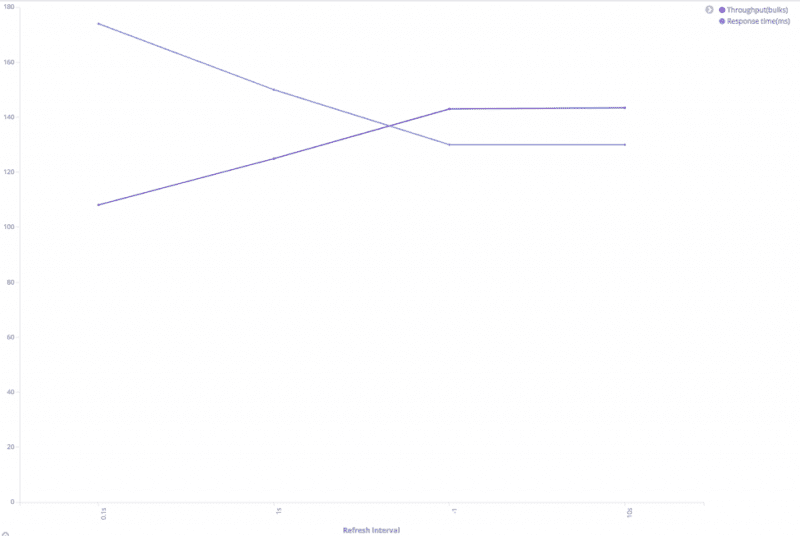 180
Throughput(bulks)
Response time(ms)
160
140
120
100
80
60
40
20
0
0.1s
1s
-1
10s
Refresh Interval